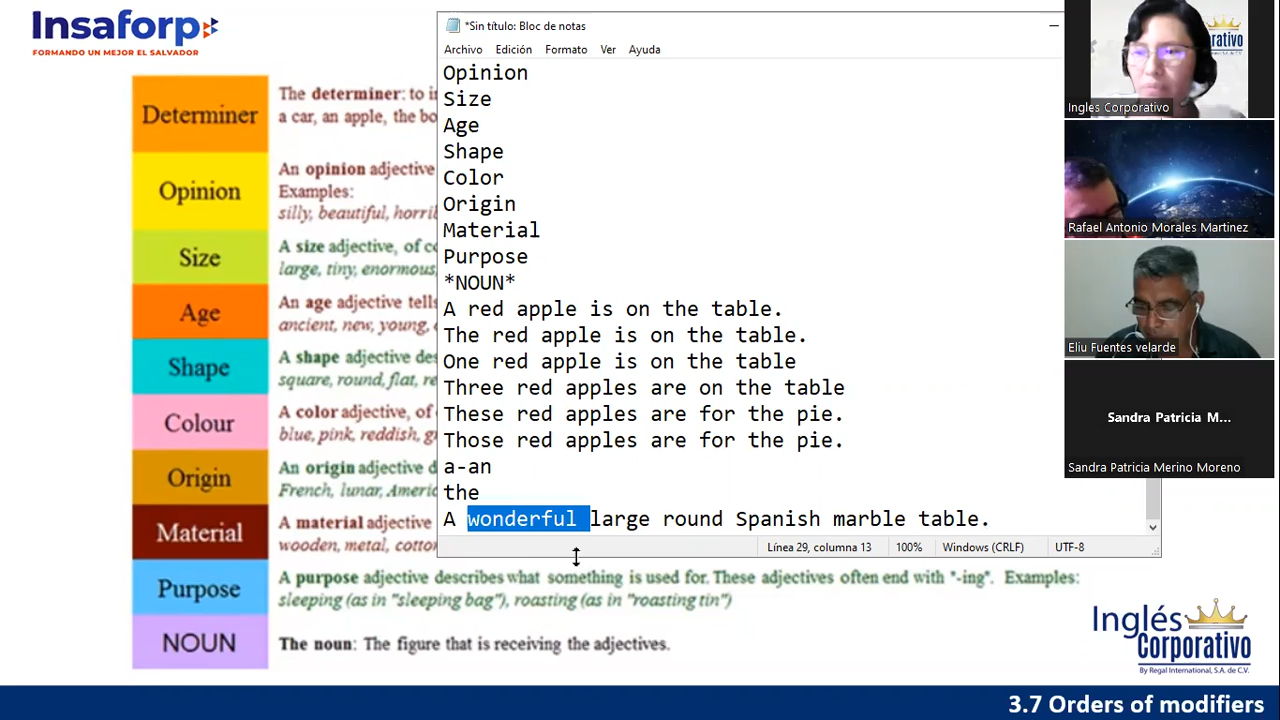 Insaforp
FORMANDO UN MEJOR EL SALVADOR
Determiner
The determiner:
a car, an apple, the
Opinion
An opinion adjective
Examples:
silly, beautiful,
Size
A size adjective, of
large, tiny, enormous,
Age
An age adjective tells
ancient, new, young,
Shape
A shape adjective
square, round, flat,
Colour
A color adjective, of
blue, pink, reddish,
Origin
An origin adjective
French, lunar,
Material
A material adjective
wooden, metal,
Purpose
A purpose adjective describes what something is used for. These adjectives often end with "-ing". Examples:
sleeping (as in "sleeping bag"), roasting (as in "roasting tin")
NOUN
The noun: The figure that is receiving the adjectives.
*Sin título: Bloc de notas
Archivo Edición Formato Ver Ayuda
Opinion
Size
Age
Shape
Color
Origin
Material
Purpose
*NOUN*
A red apple is on the table.
The red apple is on the table.
One red apple is on the table
Three red apples are on the table
These red apples are for the pie.
Those red apples are for the pie.
a-an
the
A wonderful large round Spanish marble table.
Línea 29, columna 13 100% Windows (CRLF) UTF-8
Ingles Corporativo
Rafael Antonio Morales Martinez
Eliu Fuentes velarde
Sandra Patricia M...
Sandra Patricia Merino Moreno
Inglés
Corporativo
By Regal International, S.A. de C.V.
3.7 Orders of modifiers